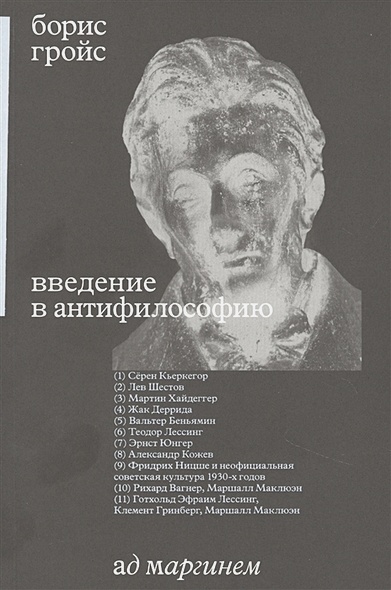 борис
гройс
введение
в антифилософию
(1) Сёрен Кьеркегор
(2) Лев Шестов
(3) Мартин Хайдеггер
(4) Жак Деррида
(5) Вальтер Беньямин
(6) Теодор Лессинг
(7) Эрнст Юнгер
(8) Александр Кожев
(9) Фридрих Ницше и неофициальная
советская культура 1930-х годов
(10) Рихард Вагнер, Маршалл Маклюэн
(11) Готхольд Эфраим Лессинг,
Клемент Гринберг, Маршалл Маклюэн
ад маргинем